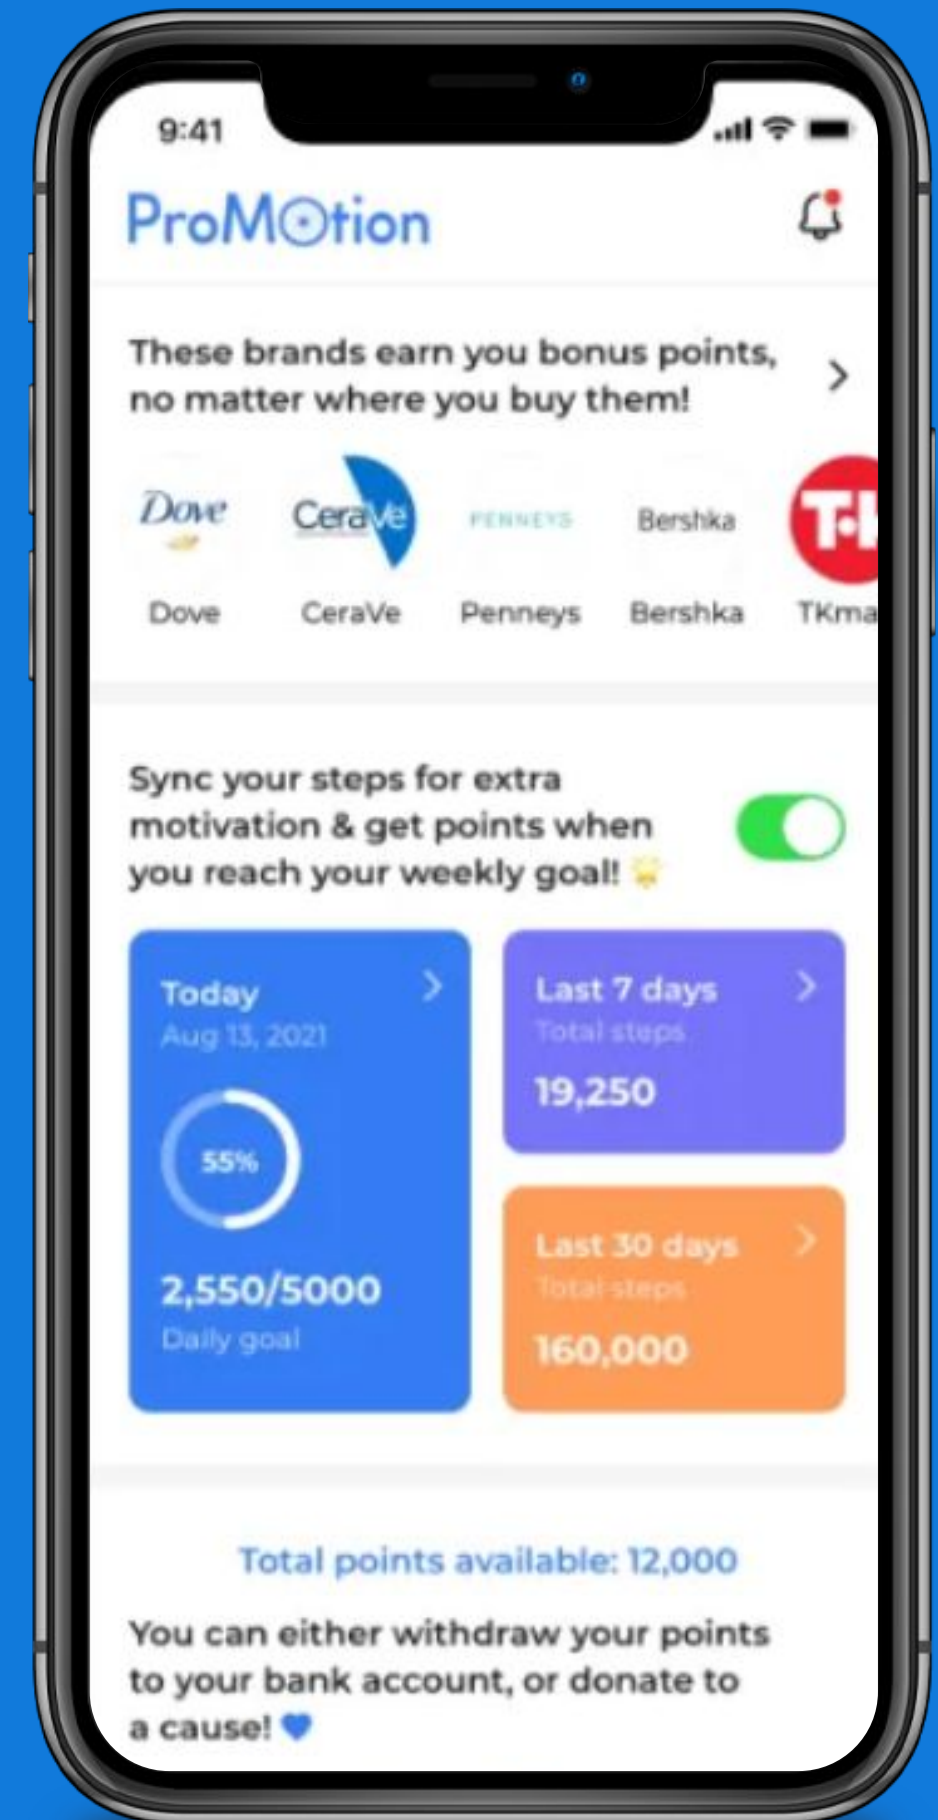 9:41
ProMotion
These brands earn you bonus points,
no matter where you buy them!
Dove
CeraVe
PENNEYS
Bershka
T·K
Dove
CeraVe
Penneys
Bershka
TKma
Sync your steps for extra
motivation & get points when
you reach your weekly goal! 🌟
Today
Aug 13, 2021
55%
2,550/5000
Daily goal
Last 7 days
Total steps
19,250
Last 30 days
Total steps
160,000
Total points available: 12,000
You can either withdraw your points
to your bank account, or donate to
a cause! 💙